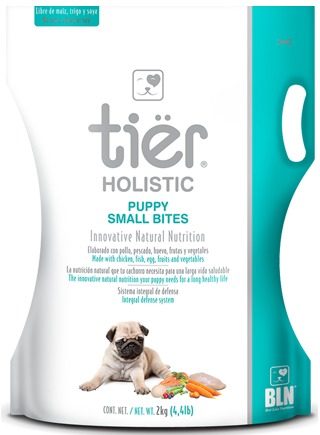 Libre de maíz, trigo y soya
tiër®
HOLISTIC
PUPPY
SMALL BITES
Innovative Natural Nutrition
Elaborado con pollo, pescado, huevo, frutas y vegetales
Made with chicken, fish, egg, fruits and vegetables
La nutrición natural que tu cachorro necesita para una larga vida saludable
The innovative natural nutrition your puppy needs for a long healthy life
Sistema integral de defensa
Integral defense system
CONT. NET. / NET. WT. 2kg (4,4lb)
BLN